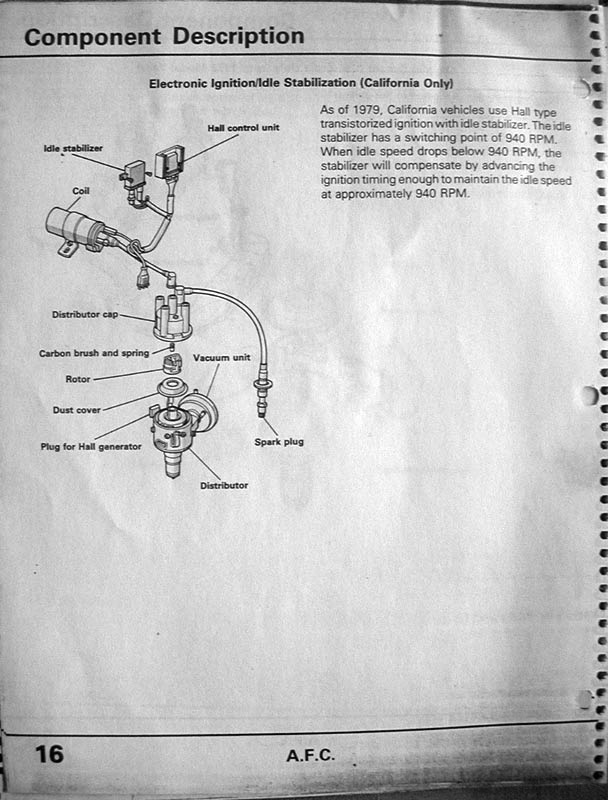 Component Description
Electronic Ignition/Idle Stabilization (California Only)
As of 1979, California vehicles use Hall type
transistorized ignition with idle stabilizer. The idle
stabilizer has a switching point of 940 RPM.
When idle speed drops below 940 RPM, the
stabilizer will compensate by advancing the
ignition timing enough to maintain the idle speed
at approximately 940 RPM.
Hall control unit
Idle stabilizer
Coil
Distributor cap
Carbon brush and spring
Vacuum unit
Rotor
Dust cover
Plug for Hall generator
Spark plug
Distributor
16
A.F.C.